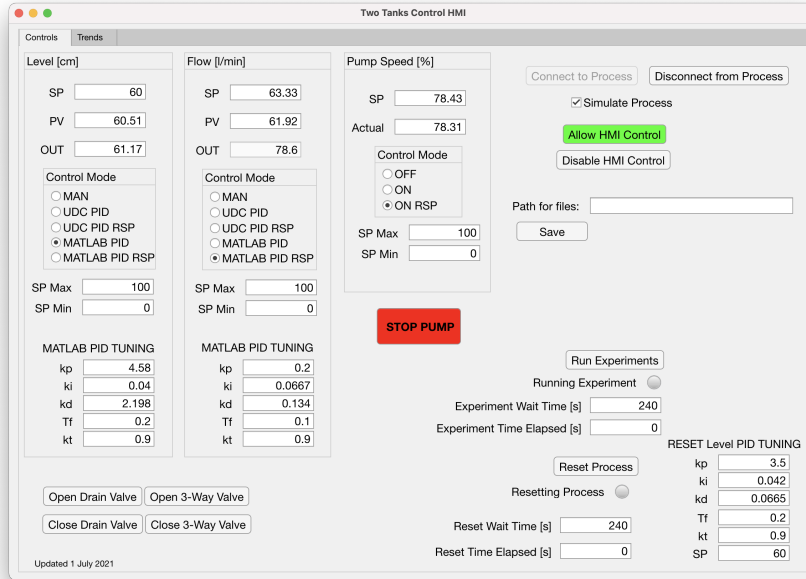 Two Tanks Control HMI
Controls Trends
Level [cm]
SP 60
PV 60.51
OUT 61.17
Control Mode
MAN
UDC PID
UDC PID RSP
MATLAB PID
MATLAB PID RSP
SP Max 100
SP Min 0
MATLAB PID TUNING
kp 4.58
ki 0.04
kd 2.198
Tf 0.2
kt 0.9
Flow [l/min]
SP 63.33
PV 61.92
OUT 78.6
Control Mode
MAN
UDC PID
UDC PID RSP
MATLAB PID
MATLAB PID RSP
SP Max 100
SP Min 0
MATLAB PID TUNING
kp 0.2
ki 0.0667
kd 0.134
Tf 0.1
kt 0.9
Pump Speed [%]
SP 78.43
Actual 78.31
Control Mode
OFF
ON
ON RSP
SP Max 100
SP Min 0
STOP PUMP
Connect to Process Disconnect from Process
Simulate Process
Allow HMI Control
Disable HMI Control
Path for files:
Save
Run Experiments
Running Experiment
Experiment Wait Time [s] 240
Experiment Time Elapsed [s] 0
Reset Process
Resetting Process
Reset Wait Time [s] 240
Reset Time Elapsed [s] 0
RESET Level PID TUNING
kp 3.5
ki 0.042
kd 0.0665
Tf 0.2
kt 0.9
SP 60
Open Drain Valve Open 3-Way Valve
Close Drain Valve Close 3-Way Valve
Updated 1 July 2021